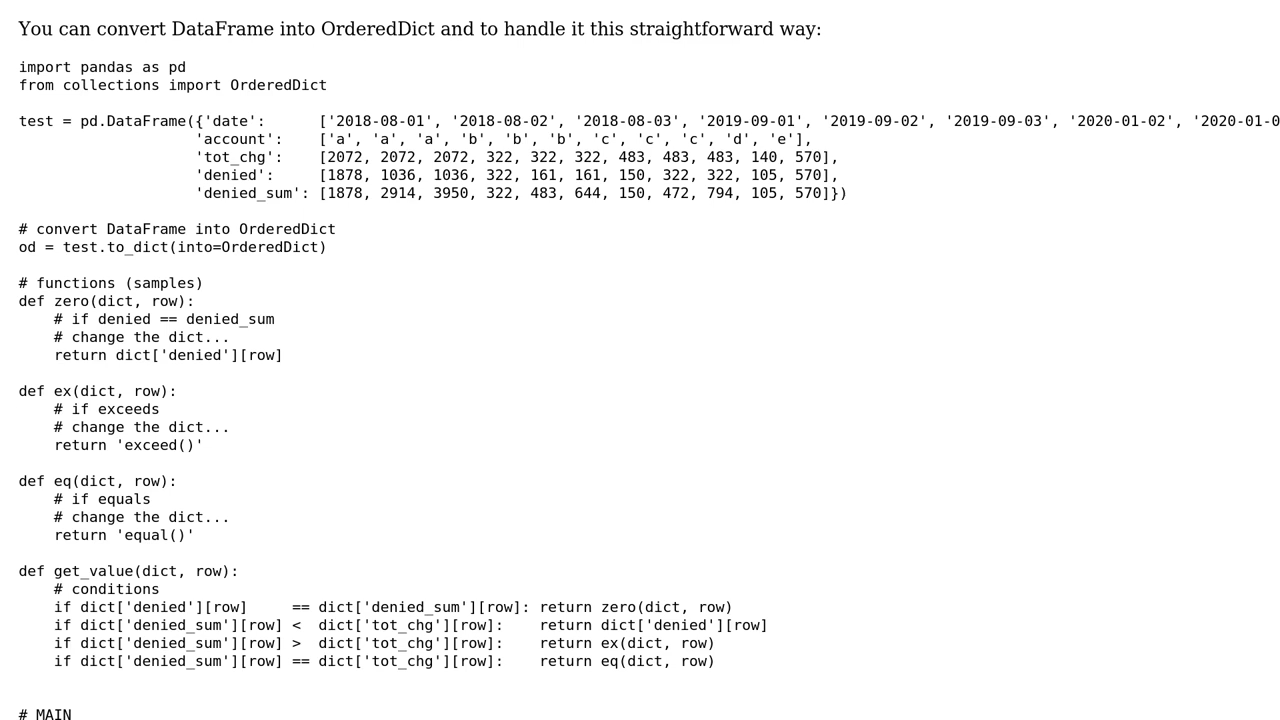 You can convert DataFrame into OrderedDict and to handle it this straightforward way:
import pandas as pd
from collections import OrderedDict
test = pd.DataFrame({'date':      ['2018-08-01', '2018-08-02', '2018-08-03', '2019-09-01', '2019-09-02', '2019-09-03', '2020-01-02', '2020-01-0
                    'account':    ['a', 'a', 'a', 'b', 'b', 'b', 'c', 'c', 'c', 'd', 'e'],
                    'tot_chg':    [2072, 2072, 2072, 322, 322, 322, 483, 483, 483, 140, 570],
                    'denied':     [1878, 1036, 1036, 322, 161, 161, 150, 322, 322, 105, 570],
                    'denied_sum': [1878, 2914, 3950, 322, 483, 644, 150, 472, 794, 105, 570]})
# convert DataFrame into OrderedDict
od = test.to_dict(into=OrderedDict)
# functions (samples)
def zero(dict, row):
    # if denied == denied_sum
    # change the dict...
    return dict['denied'][row]
def ex(dict, row):
    # if exceeds
    # change the dict...
    return 'exceed()'
def eq(dict, row):
    # if equals
    # change the dict...
    return 'equal()'
def get_value(dict, row):
    # conditions
    if dict['denied'][row]     == dict['denied_sum'][row]: return zero(dict, row)
    if dict['denied_sum'][row] <  dict['tot_chg'][row]:    return dict['denied'][row]
    if dict['denied_sum'][row] >  dict['tot_chg'][row]:    return ex(dict, row)
    if dict['denied_sum'][row] == dict['tot_chg'][row]:    return eq(dict, row)
# MAIN